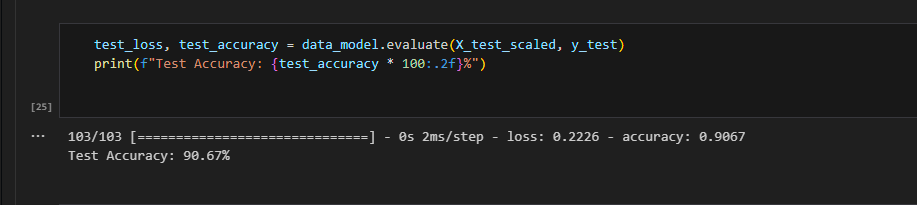 test_loss, test_accuracy = data_model.evaluate(X_test_scaled, y_test)
print(f"Test Accuracy: {test_accuracy * 100:.2f}%")
[25]
... 103/103 [==============================] - 0s 2ms/step - loss: 0.2226 - accuracy: 0.9067
Test Accuracy: 90.67%